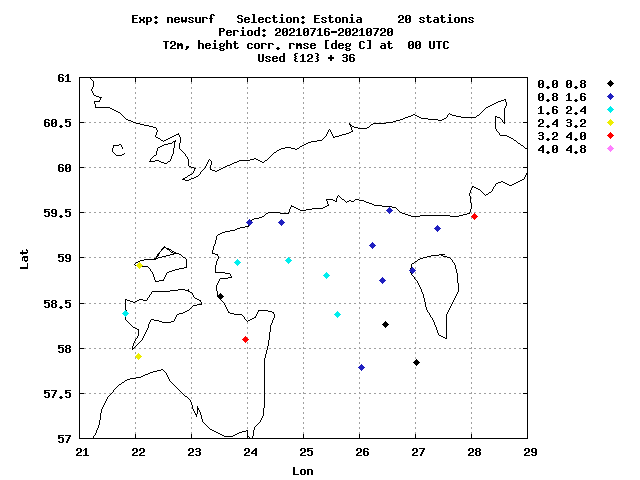 Exp: newsurf   Selection: Estonia     20 stations
Period: 20210716-20210720
T2m, height corr. rmse [deg C] at  00 UTC
Used {12} + 36
0.0 0.8
0.8 1.6
1.6 2.4
2.4 3.2
3.2 4.0
4.0 4.8
61
60.5
60
59.5
59
58.5
58
57.5
57
Lat
21 22 23 24 25 26 27 28 29
Lon